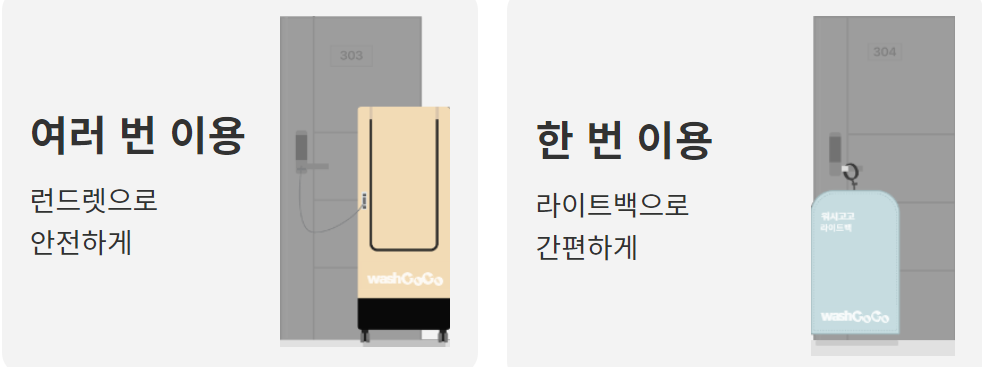 여러 번 이용
런드렛으로
안전하게
303
washGoGo
한 번 이용
라이트백으로
간편하게
304
워시고고
라이트백
washGoGo